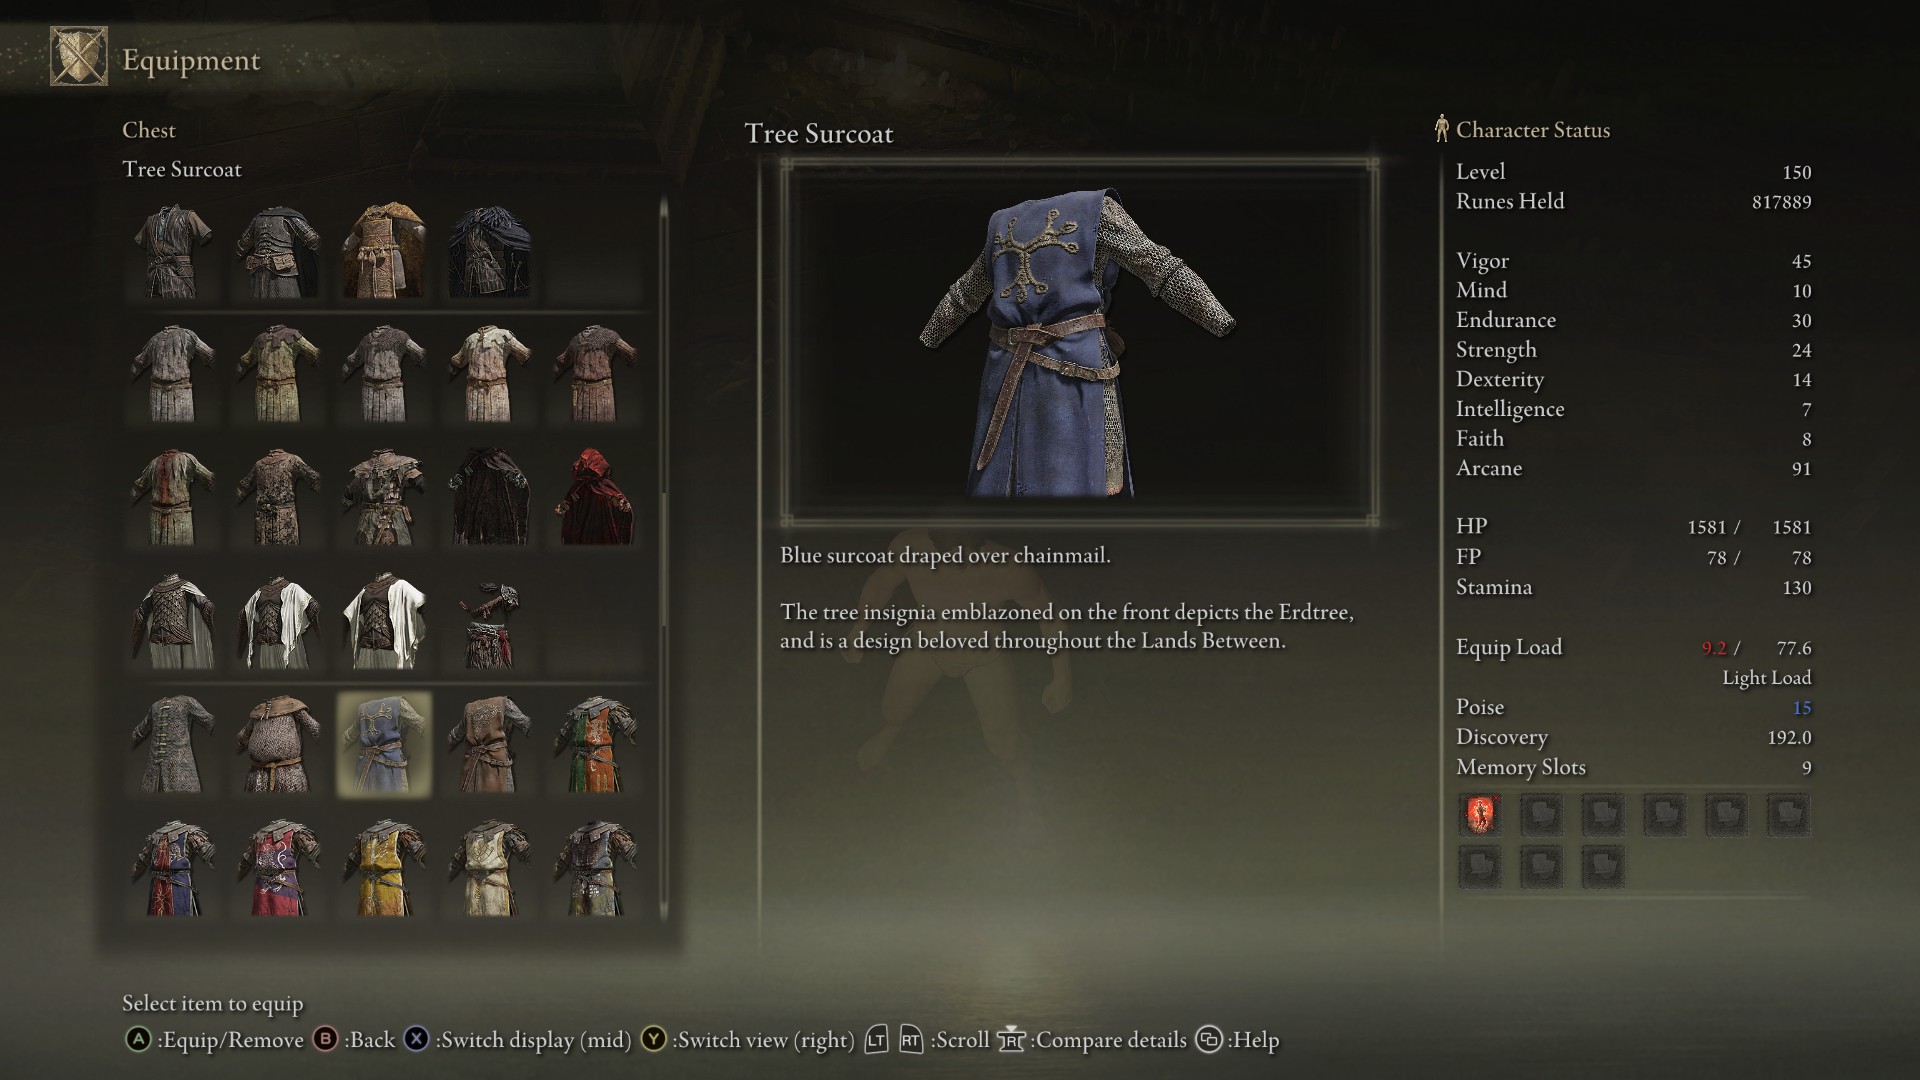 Equipment
Chest
Tree Surcoat
Tree Surcoat
Blue surcoat draped over chainmail.
The tree insignia emblazoned on the front depicts the Erdtree,
and is a design beloved throughout the Lands Between.
Character Status
Level 150
Runes Held 817889
Vigor 45
Mind 10
Endurance 30
Strength 24
Dexterity 14
Intelligence 7
Faith 8
Arcane 91
HP 1581 / 1581
FP 78 / 78
Stamina 130
Equip Load 9.2 / 77.6
Light Load
Poise 15
Discovery 192.0
Memory Slots 9
Select item to equip
A :Equip/Remove B :Back X :Switch display (mid) Y :Switch view (right) LT RT :Scroll R :Compare details :Help